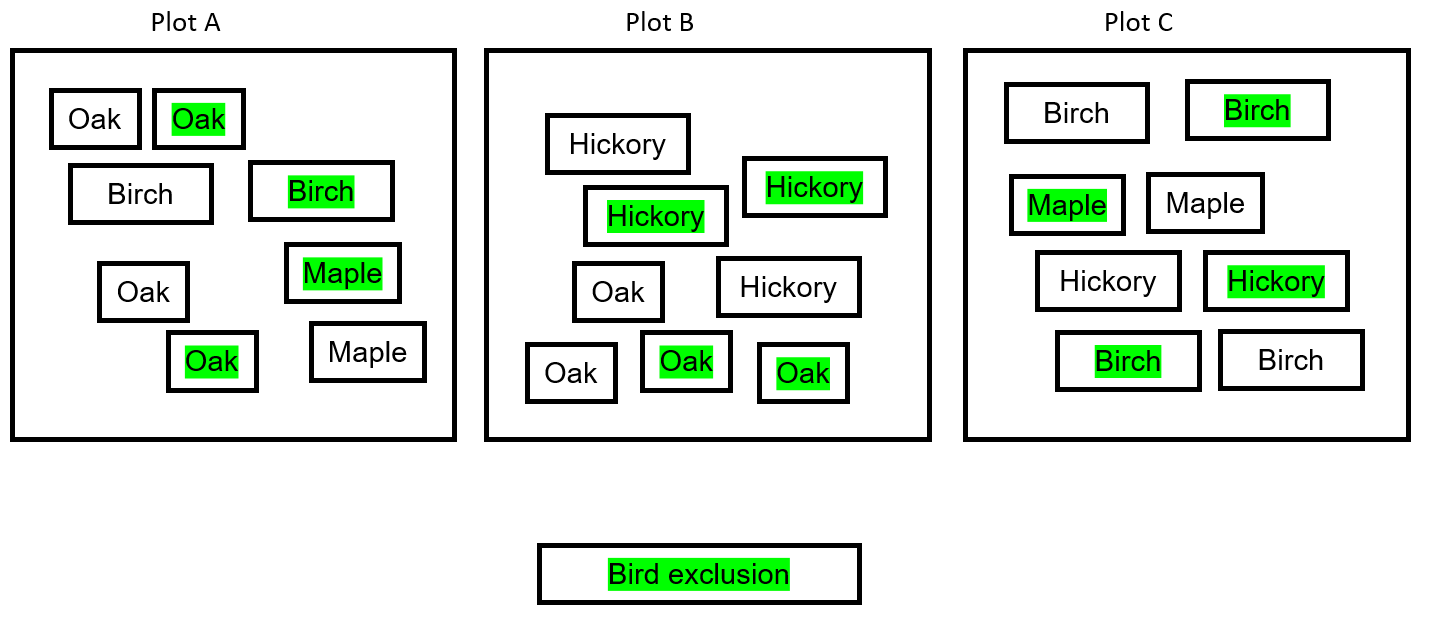 Plot A
Plot B
Plot C
Oak
Oak
Birch
Birch
Maple
Oak
Oak
Maple
Hickory
Hickory
Hickory
Oak
Hickory
Oak
Oak
Oak
Birch
Birch
Maple
Maple
Hickory
Hickory
Birch
Birch
Bird exclusion